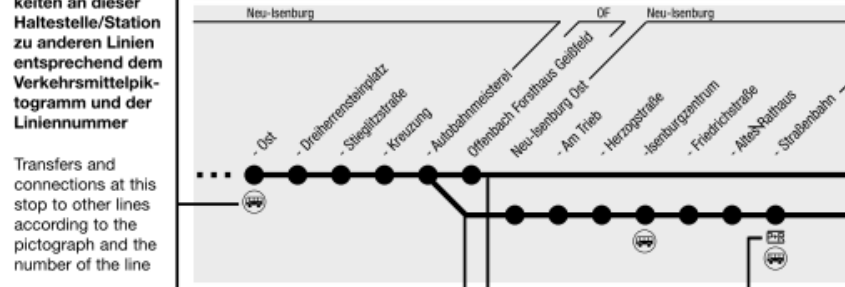 keiten an dieser
Haltestelle/Station
zu anderen Linien
entsprechend dem
Verkehrsmittelpik-
togramm und der
Liniennummer
Transfers and
connections at this
stop to other lines
according to the
pictograph and the
number of the line
Neu-Isenburg
OF
Neu-Isenburg
- Ost
- Dreiherrensteinplatz
- Stieglitzstraße
- Kreuzung
- Autobahnmeisterei
Offenbach Forsthaus Geißfeld
Neu-Isenburg Ost
- Am Trieb
- Herzogstraße
-Isenburgzentrum
- Friedrichstraße
- Altes Rathaus
- Straßenbahn
P+R